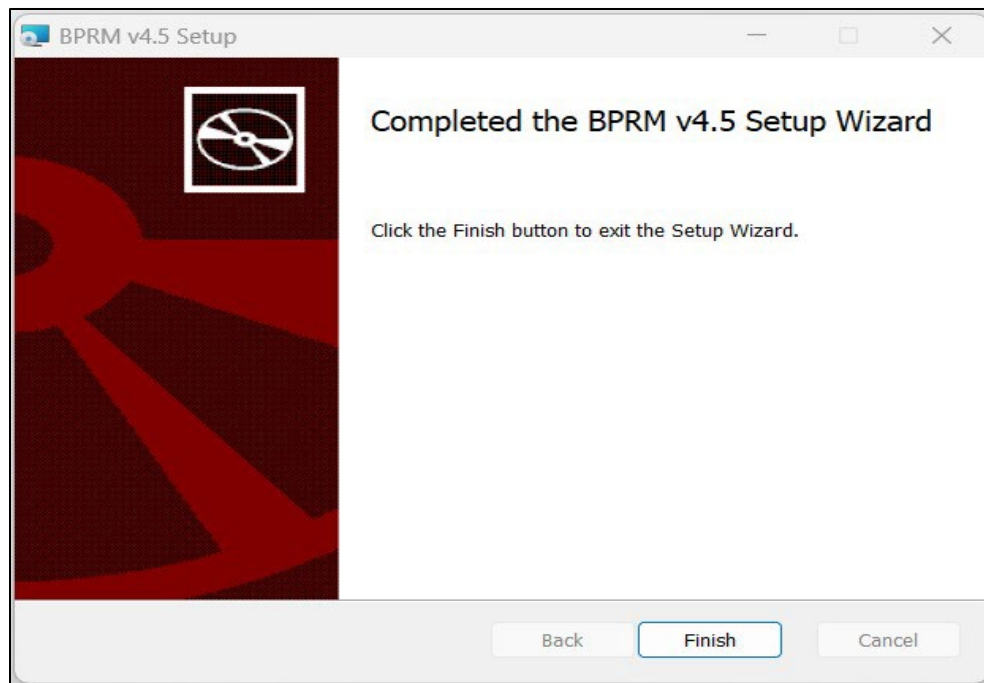 BPRM v4.5 Setup
Completed the BPRM v4.5 Setup Wizard
Click the Finish button to exit the Setup Wizard.
Back Finish Cancel